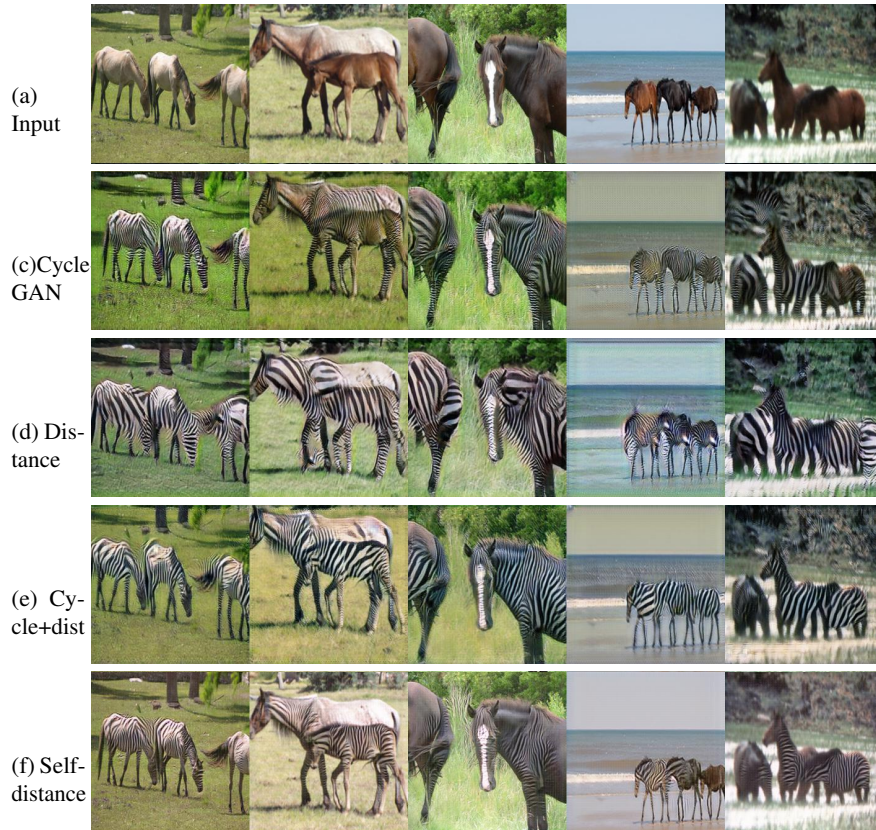 (a)
Input
(c)Cycle
GAN
(d) Dis-
tance
(e) Cy-
cle+dist
(f) Self-
distance